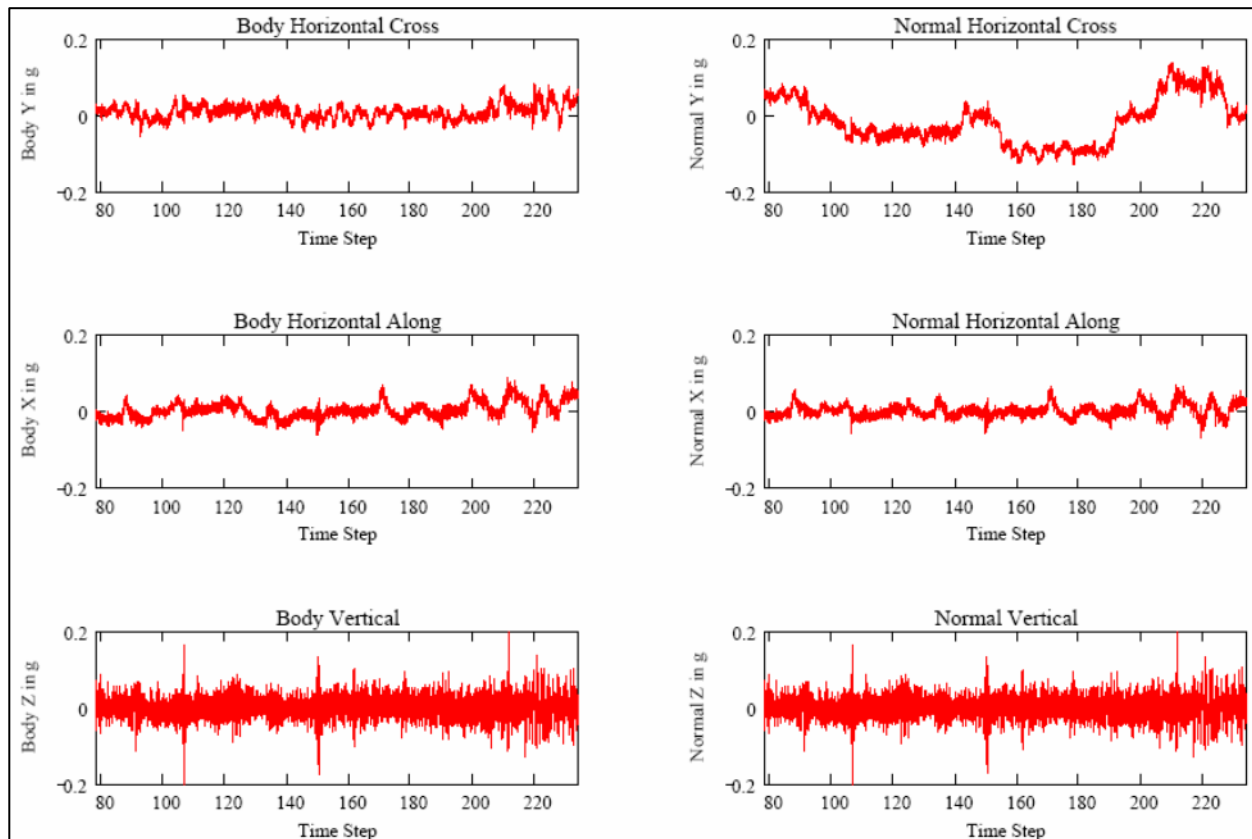 Body Horizontal Cross
0.2
Body Y in g
0
−0.2
80 100 120 140 160 180 200 220
Time Step
Normal Horizontal Cross
0.2
Normal Y in g
0
−0.2
80 100 120 140 160 180 200 220
Time Step
Body Horizontal Along
0.2
Body X in g
0
−0.2
80 100 120 140 160 180 200 220
Time Step
Normal Horizontal Along
0.2
Normal X in g
0
−0.2
80 100 120 140 160 180 200 220
Time Step
Body Vertical
0.2
Body Z in g
0
−0.2
80 100 120 140 160 180 200 220
Time Step
Normal Vertical
0.2
Normal Z in g
0
−0.2
80 100 120 140 160 180 200 220
Time Step